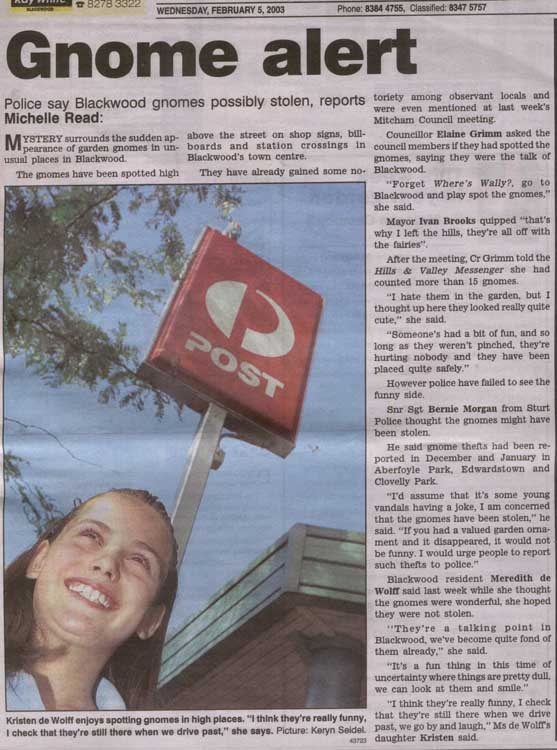 Ray White
BLACKWOOD
☎ 8278 3322
WEDNESDAY, FEBRUARY 5, 2003
Phone: 8384 4755, Classified: 8347 5757
Gnome alert
Police say Blackwood gnomes possibly stolen, reports
Michelle Read:
MYSTERY surrounds the sudden ap-
pearance of garden gnomes in un-
usual places in Blackwood.
The gnomes have been spotted high
above the street on shop signs, bill-
boards and station crossings in
Blackwood's town centre.
They have already gained some no-
toriety among observant locals and
were even mentioned at last week's
Mitcham Council meeting.
Councillor Elaine Grimm asked the
council members if they had spotted the
gnomes, saying they were the talk of
Blackwood.
"Forget Where's Wally?, go to
Blackwood and play spot the gnomes,"
she said.
Mayor Ivan Brooks quipped "that's
why I left the hills, they're all off with
the fairies".
After the meeting, Cr Grimm told the
Hills & Valley Messenger she had
counted more than 15 gnomes.
"I hate them in the garden, but I
thought up here they looked really quite
cute," she said.
"Someone's had a bit of fun, and so
long as they weren't pinched, they're
hurting nobody and they have been
placed quite safely."
However police have failed to see the
funny side.
Snr Sgt Bernie Morgan from Sturt
Police thought the gnomes might have
been stolen.
He said gnome thefts had been re-
ported in December and January in
Aberfoyle Park, Edwardstown and
Clovelly Park.
"I'd assume that it's some young
vandals having a joke, I am concerned
that the gnomes have been stolen," he
said. "If you had a valued garden orna-
ment and it disappeared, it would not
be funny. I would urge people to report
such thefts to police."
Blackwood resident Meredith de
Wolff said last week while she thought
the gnomes were wonderful, she hoped
they were not stolen.
"They're a talking point in
Blackwood, we've become quite fond of
them already," she said.
"It's a fun thing in this time of
uncertainty where things are pretty dull,
we can look at them and smile."
"I think they're really funny, I check
that they're still there when we drive
past, we go by and laugh," Ms de Wolff's
daughter Kristen said.
POST
Kristen de Wolff enjoys spotting gnomes in high places. "I think they're really funny,
I check that they're still there when we drive past," she says. Picture: Keryn Seidel.
43723